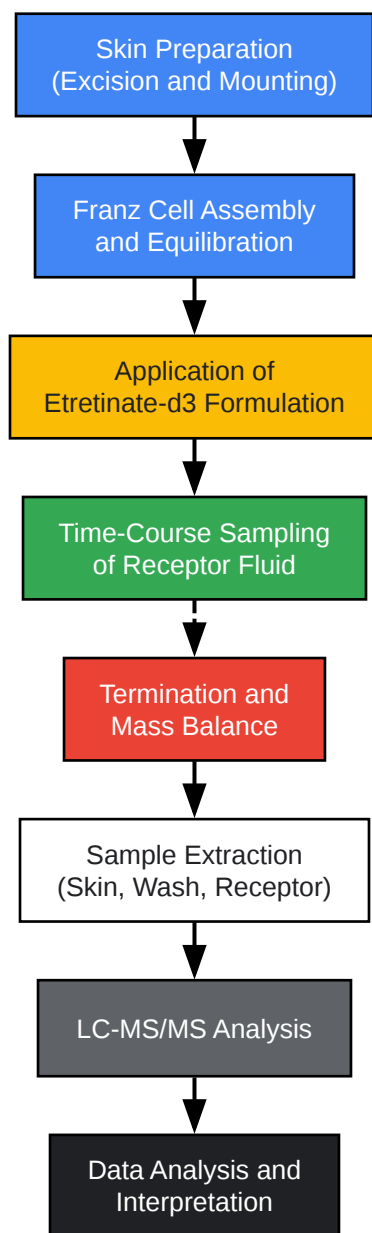 Skin Preparation
(Excision and Mounting)
Franz Cell Assembly
and Equilibration
Application of
Etretinate-d3 Formulation
Time-Course Sampling
of Receptor Fluid
Termination and
Mass Balance
Sample Extraction
(Skin, Wash, Receptor)
LC-MS/MS Analysis
Data Analysis and
Interpretation